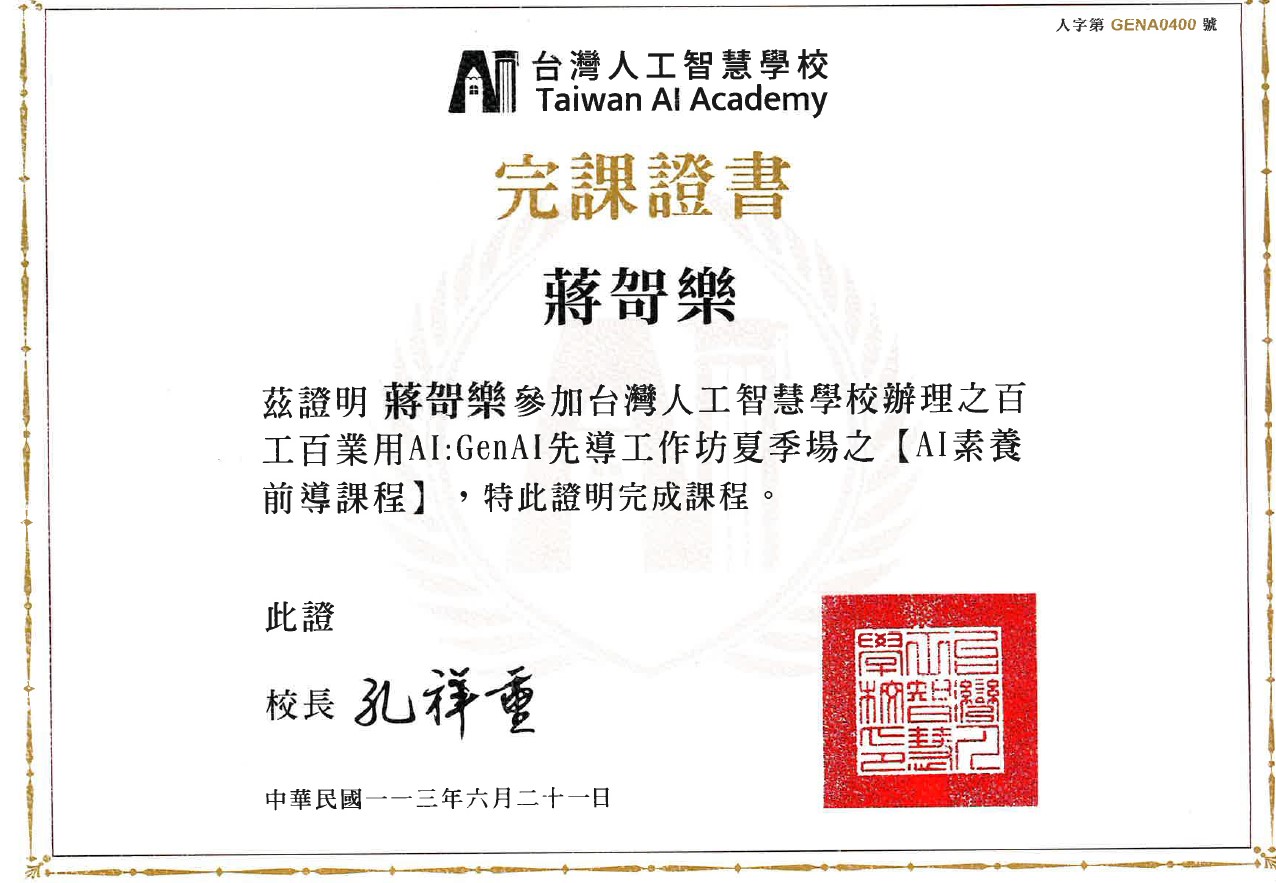 人字第 GENA0400 號
台灣人工智慧學校
Taiwan AI Academy
完課證書
蔣哿樂
茲證明 蔣哿樂參加台灣人工智慧學校辦理之百
工百業用AI:GenAI先導工作坊夏季場之【AI素養
前導課程】，特此證明完成課程。
此證
校長 孔祥重
中華民國一一三年六月二十一日
台灣人
工智慧
學校印